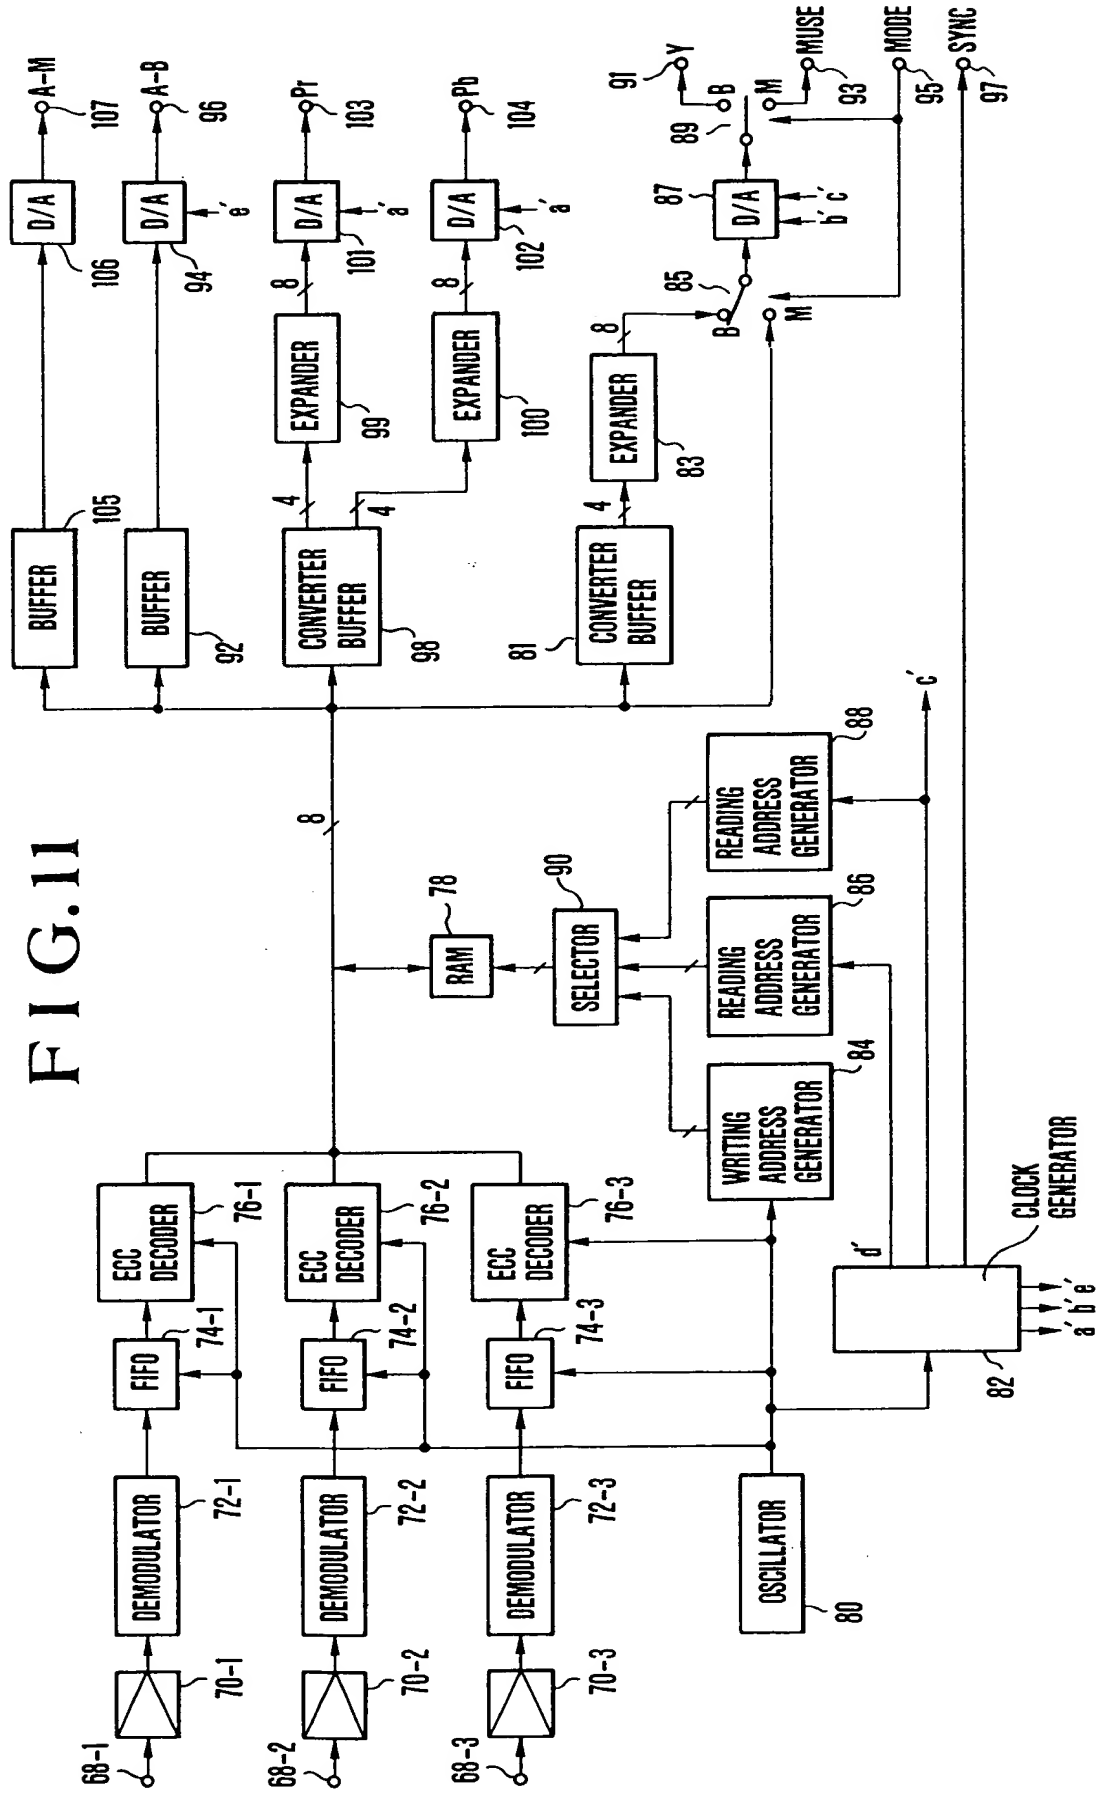 FIG.11
68-1
70-1
DEMODULATOR
72-1
FIFO
74-1
ECC
DECODER
76-1
68-2
70-2
DEMODULATOR
72-2
FIFO
74-2
ECC
DECODER
76-2
68-3
70-3
DEMODULATOR
72-3
FIFO
74-3
ECC
DECODER
76-3
8
BUFFER
105
D/A
106
A-M
107
BUFFER
92
D/A
94
e'
A-B
96
CONVERTER
BUFFER
98
4
4
EXPANDER
99
8
D/A
101
a'
Pr
103
EXPANDER
100
8
D/A
102
a'
Pb
104
CONVERTER
BUFFER
81
4
EXPANDER
83
8
B
85
M
D/A
87
b'
c'
89
B
M
Y
91
MUSE
93
MODE
95
SYNC
97
RAM
78
SELECTOR
90
WRITING
ADDRESS
GENERATOR
84
READING
ADDRESS
GENERATOR
86
READING
ADDRESS
GENERATOR
88
OSCILLATOR
80
82
CLOCK
GENERATOR
d'
c'
a'
b'
e'